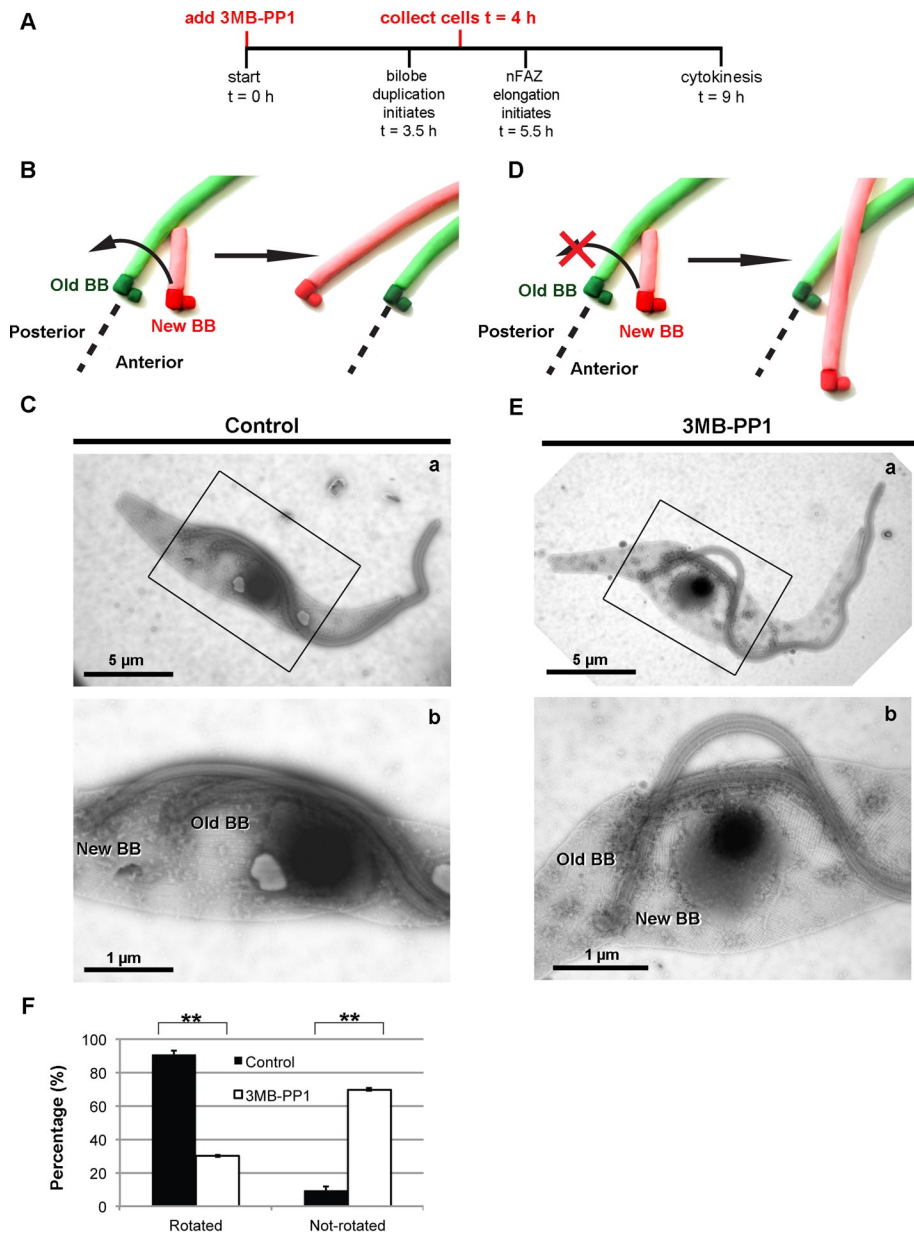 A
add 3MB-PP1
collect cells t = 4 h
start
t = 0 h
bilobe
duplication
initiates
t = 3.5 h
nFAZ
elongation
initiates
t = 5.5 h
cytokinesis
t = 9 h
B
Old BB
New BB
Posterior
Anterior
D
Old BB
New BB
Posterior
Anterior
C
Control
a
5 µm
b
New BB
Old BB
1 µm
E
3MB-PP1
a
5 µm
b
Old BB
New BB
1 µm
F
Percentage (%)
100
80
60
40
20
0
**
**
Control
3MB-PP1
Rotated
Not-rotated